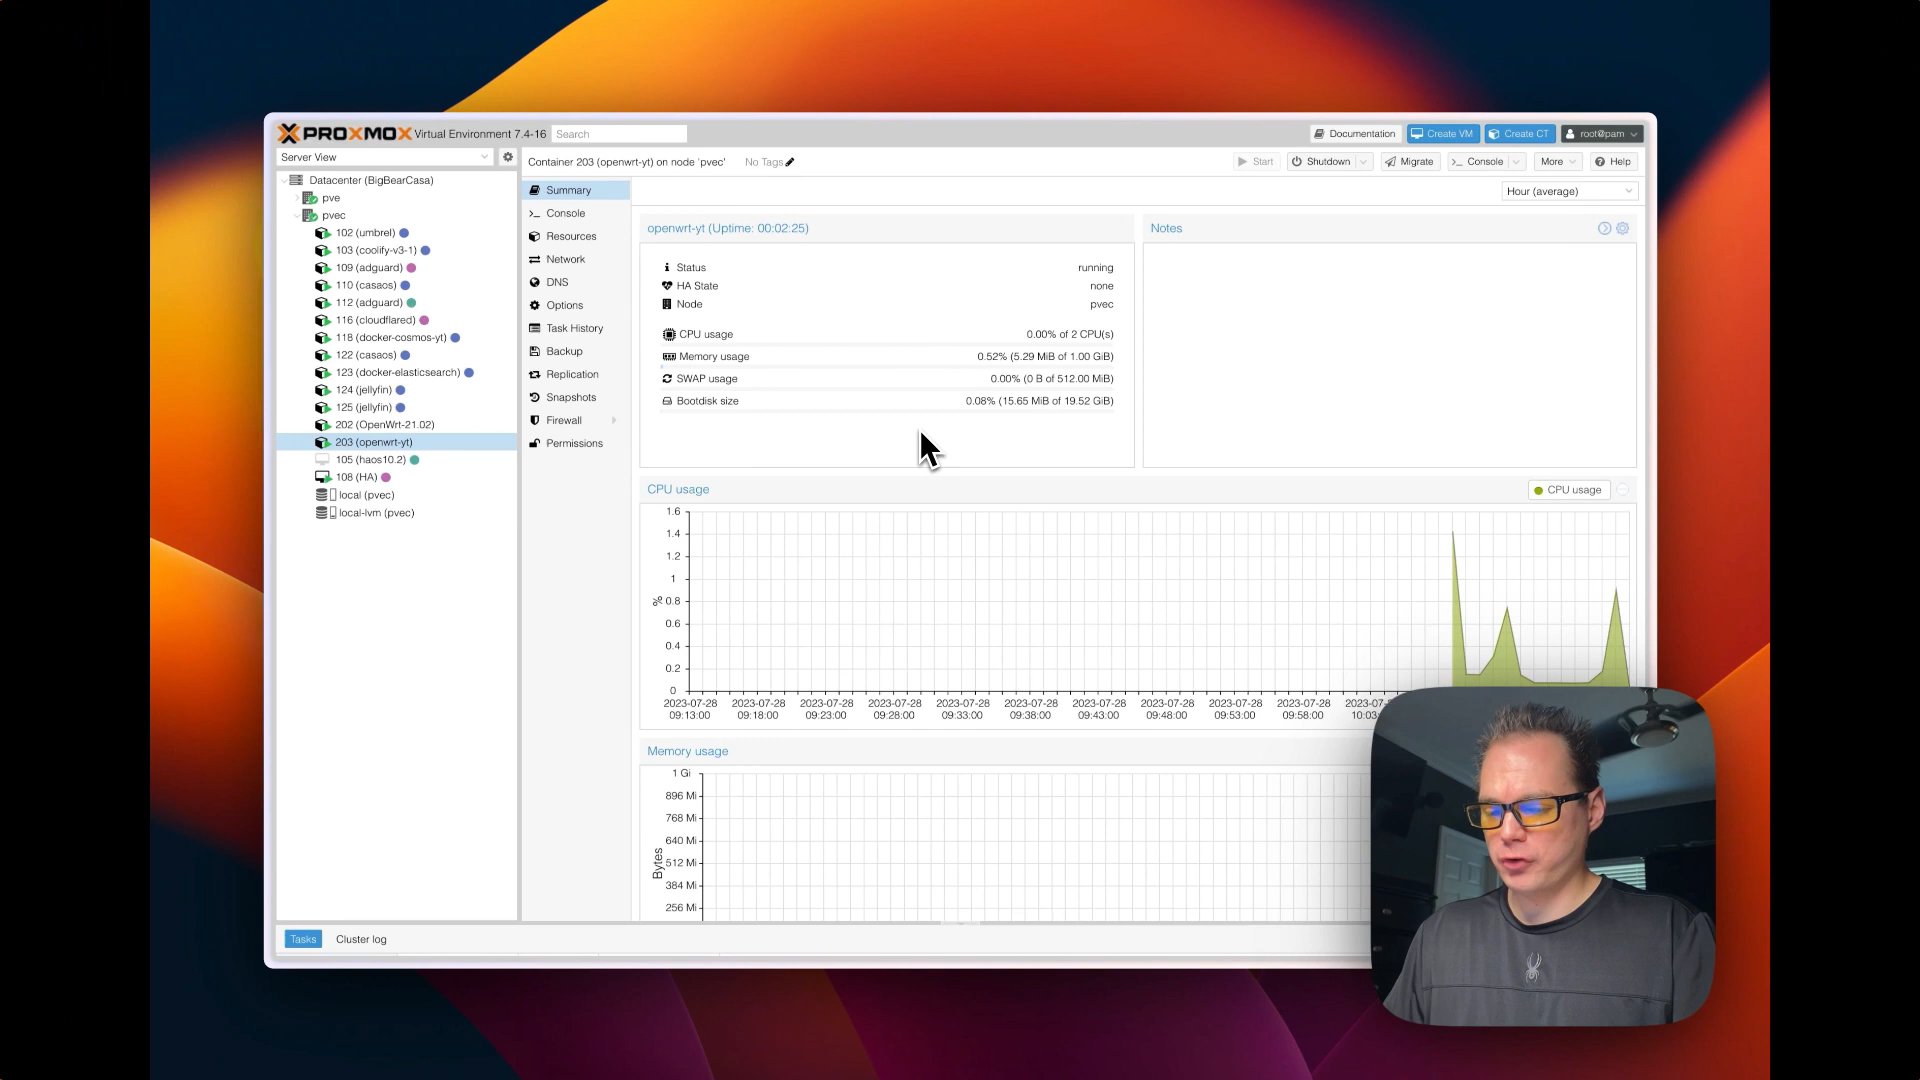 PROXMOX Virtual Environment 7.4-16 Search Documentation Create VM Create CT root@pam
Server View
Container 203 (openwrt-yt) on node 'pvec' No Tags Start Shutdown Migrate Console More Help
Datacenter (BigBearCasa)
pve
pvec
102 (umbrel)
103 (coolify-v3-1)
109 (adguard)
110 (casaos)
112 (adguard)
116 (cloudflared)
118 (docker-cosmos-yt)
122 (casaos)
123 (docker-elasticsearch)
124 (jellyfin)
125 (jellyfin)
202 (OpenWrt-21.02)
203 (openwrt-yt)
105 (haos10.2)
108 (HA)
local (pvec)
local-lvm (pvec)
Summary
Console
Resources
Network
DNS
Options
Task History
Backup
Replication
Snapshots
Firewall
Permissions
Hour (average)
openwrt-yt (Uptime: 00:02:25)
Status running
HA State none
Node pvec
CPU usage 0.00% of 2 CPU(s)
Memory usage 0.52% (5.29 MiB of 1.00 GiB)
SWAP usage 0.00% (0 B of 512.00 MiB)
Bootdisk size 0.08% (15.65 MiB of 19.52 GiB)
Notes
CPU usage
CPU usage
1.6
1.4
1.2
1
0.8
0.6
0.4
0.2
0
%
2023-07-28 2023-07-28 2023-07-28 2023-07-28 2023-07-28 2023-07-28 2023-07-28 2023-07-28 2023-07-28 2023-07-28 2023-07-
09:13:00 09:18:00 09:23:00 09:28:00 09:33:00 09:38:00 09:43:00 09:48:00 09:53:00 09:58:00 10:03:
Memory usage
1 Gi
896 Mi
768 Mi
640 Mi
512 Mi
384 Mi
256 Mi
Bytes
Tasks Cluster log